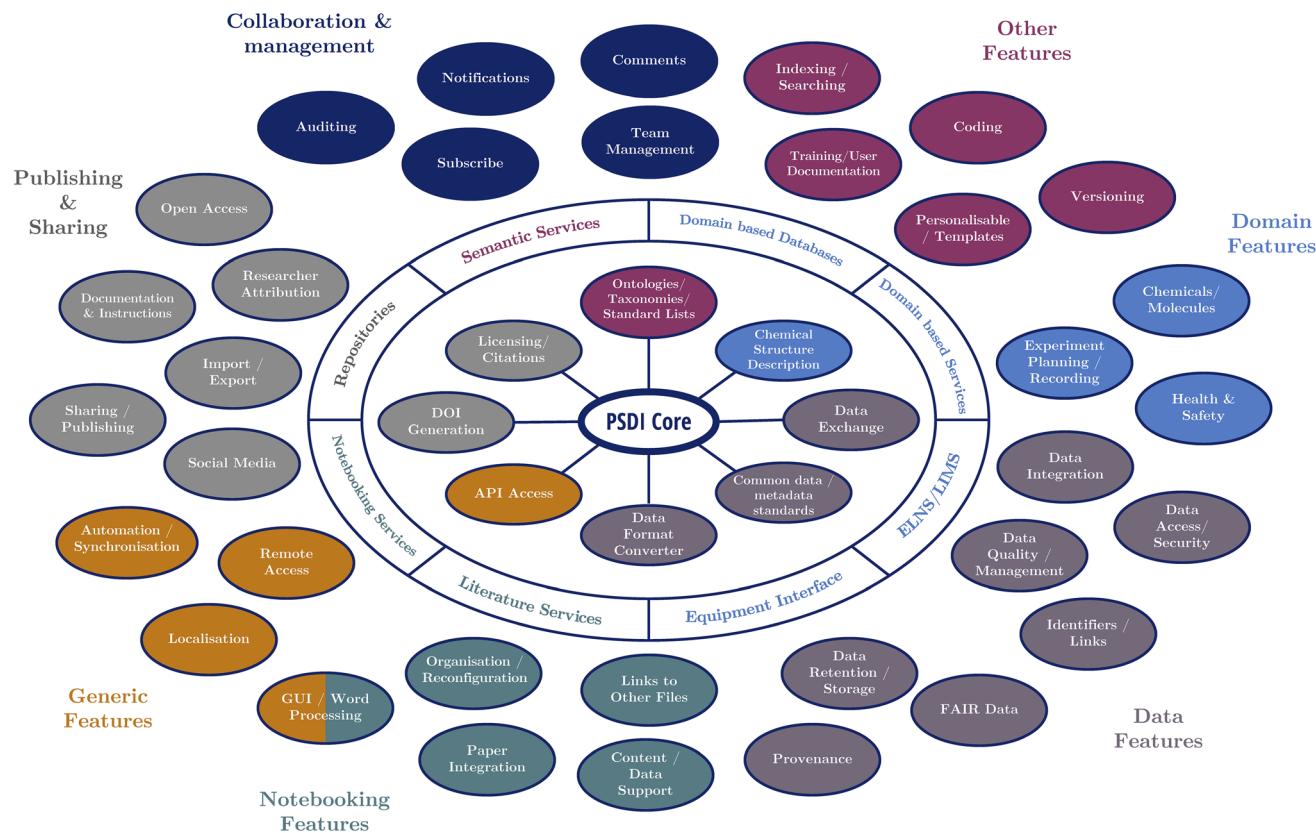 Collaboration &
management
Notifications
Comments
Auditing
Subscribe
Team
Management
Other
Features
Indexing /
Searching
Coding
Training/User
Documentation
Versioning
Personalisable
/ Templates
Publishing
&
Sharing
Open Access
Researcher
Attribution
Documentation
& Instructions
Import /
Export
Sharing /
Publishing
Social Media
Domain
Features
Chemicals/
Molecules
Experiment
Planning /
Recording
Health &
Safety
Semantic Services
Domain based Databases
Domain based Services
ELNS/LIMS
Equipment Interface
Literature Services
Notebooking Services
Repositories
Ontologies/
Taxonomies/
Standard Lists
Licensing/
Citations
Chemical
Structure
Description
DOI
Generation
PSDI Core
Data
Exchange
API Access
Data
Format
Converter
Common data /
metadata
standards
Data
Integration
Data
Access/
Security
Data
Quality /
Management
Identifiers /
Links
Data
Retention /
Storage
FAIR Data
Provenance
Data
Features
Automation /
Synchronisation
Remote
Access
Localisation
GUI / Word
Processing
Generic
Features
Organisation /
Reconfiguration
Links to
Other Files
Paper
Integration
Content /
Data
Support
Notebooking
Features